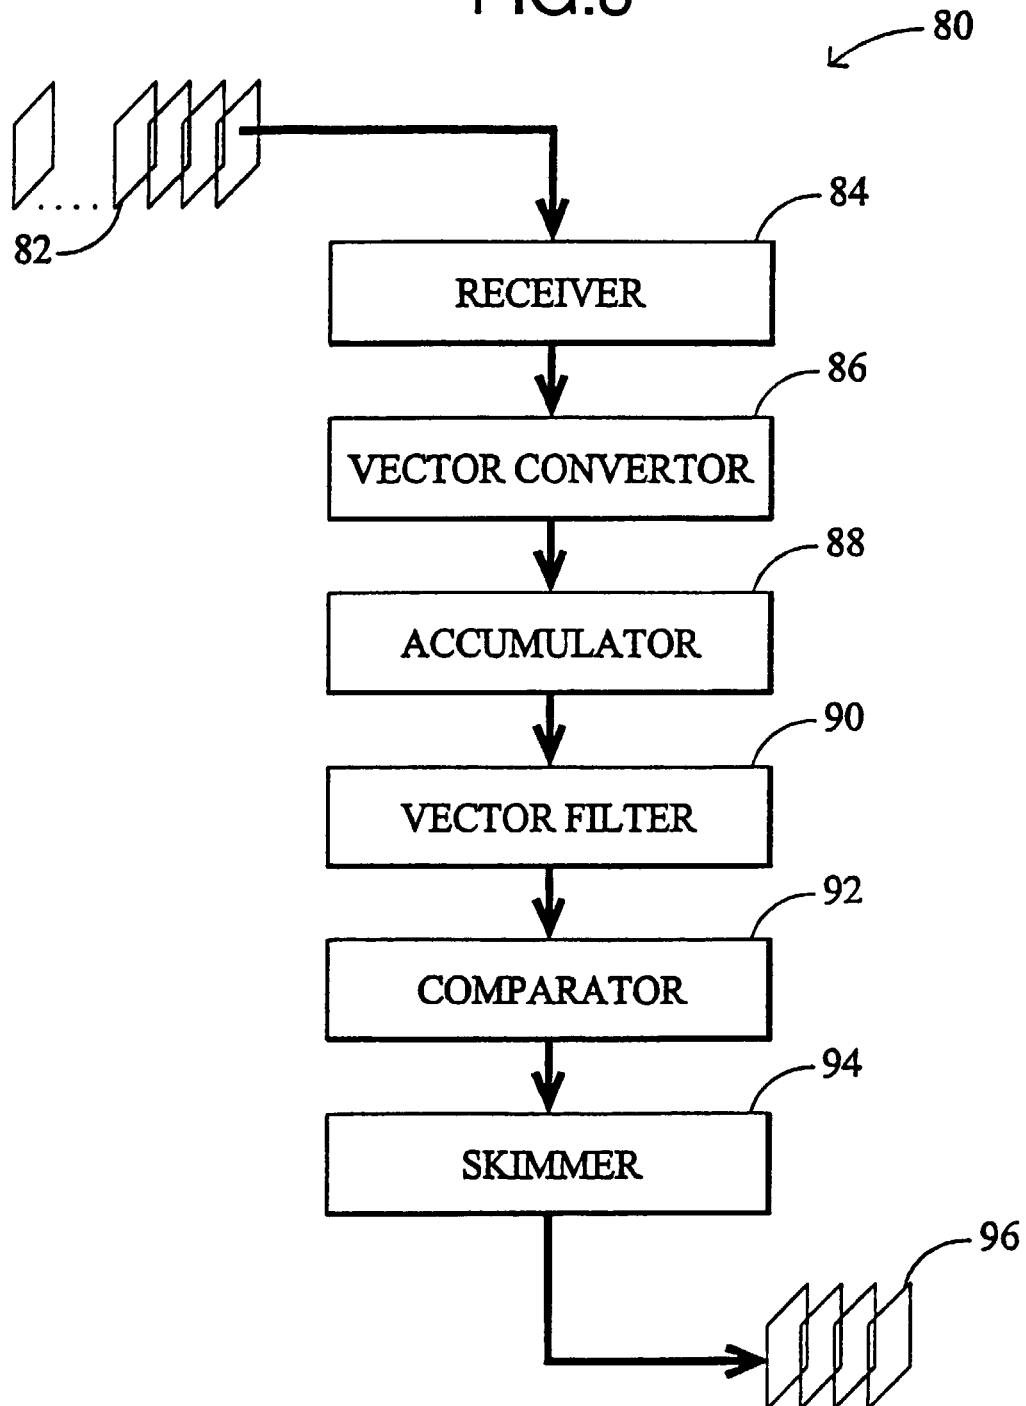 80
82
84
RECEIVER
86
VECTOR CONVERTOR
88
ACCUMULATOR
90
VECTOR FILTER
92
COMPARATOR
94
SKIMMER
96